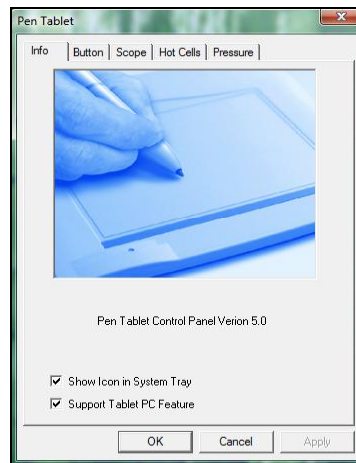 Pen Tablet
Info Button Scope Hot Cells Pressure
Pen Tablet Control Panel Verion 5.0
Show Icon in System Tray
Support Tablet PC Feature
OK Cancel Apply